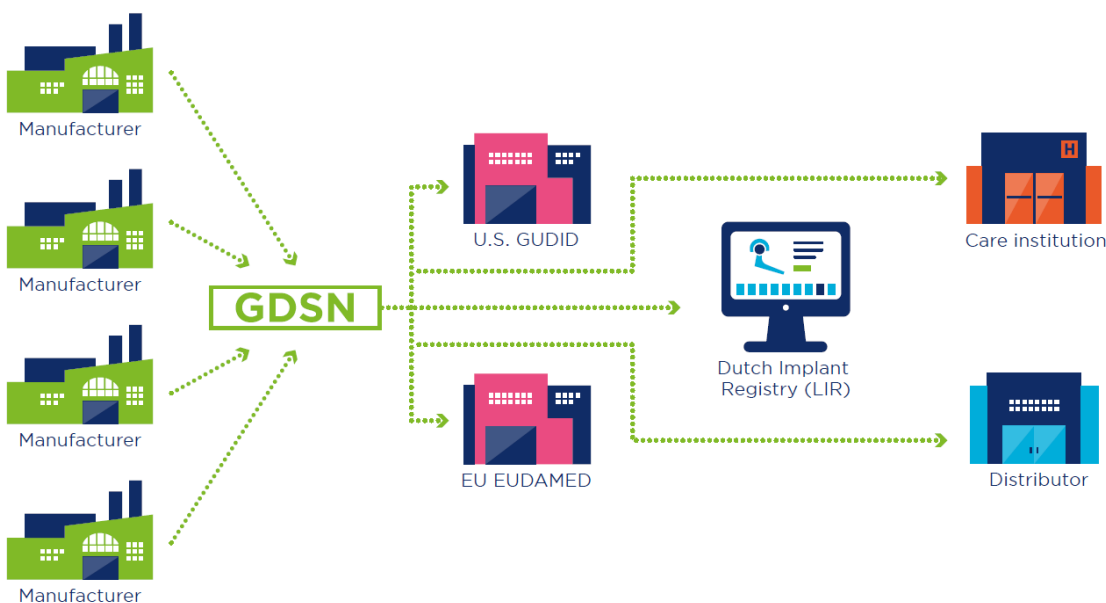 Manufacturer
Manufacturer
Manufacturer
Manufacturer
GDSN
U.S. GUDID
EU EUDAMED
Dutch Implant
Registry (LIR)
H
Care institution
Distributor